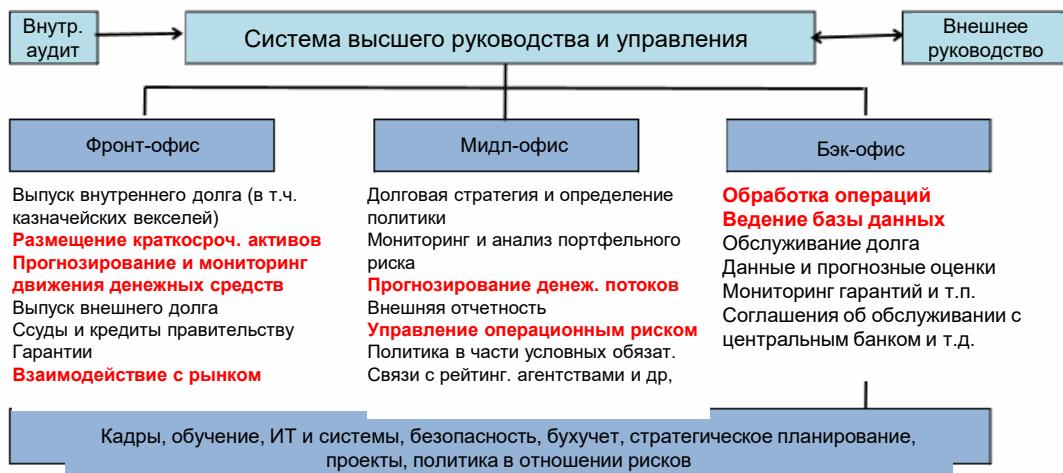 Внутр.
аудит
Система высшего руководства и управления
Внешнее
руководство
Фронт-офис
Мидл-офис
Бэк-офис
Выпуск внутреннего долга (в т.ч.
казначейских векселей)
Размещение краткосроч. активов
Прогнозирование и мониторинг
движения денежных средств
Выпуск внешнего долга
Ссуды и кредиты правительству
Гарантии
Взаимодействие с рынком
Долговая стратегия и определение
политики
Мониторинг и анализ портфельного
риска
Прогнозирование денеж. потоков
Внешняя отчетность
Управление операционным риском
Политика в части условных обязат.
Связи с рейтинг. агентствами и др,
Обработка операций
Ведение базы данных
Обслуживание долга
Данные и прогнозные оценки
Мониторинг гарантий и т.п.
Соглашения об обслуживании с
центральным банком и т.д.
Кадры, обучение, ИТ и системы, безопасность, бухучет, стратегическое планирование,
проекты, политика в отношении рисков